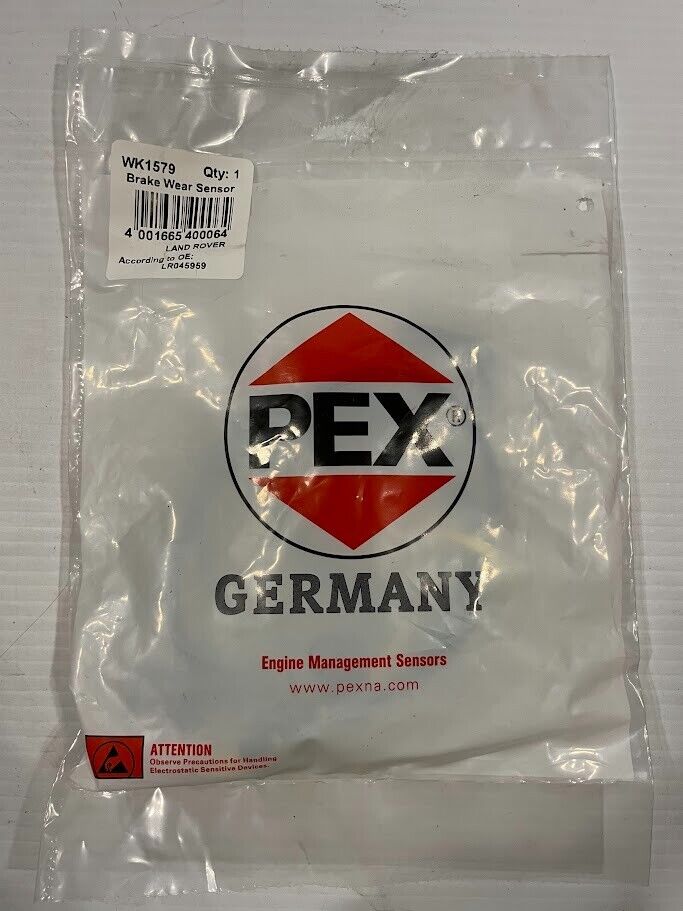 WK1579 Qty: 1
Brake Wear Sensor
4 001665 400064
LAND ROVER
According to OE:
LR045959
PEX®
GERMANY
Engine Management Sensors
www.pexna.com
ATTENTION
Observe Precautions for Handling
Electrostatic Sensitive Devices.